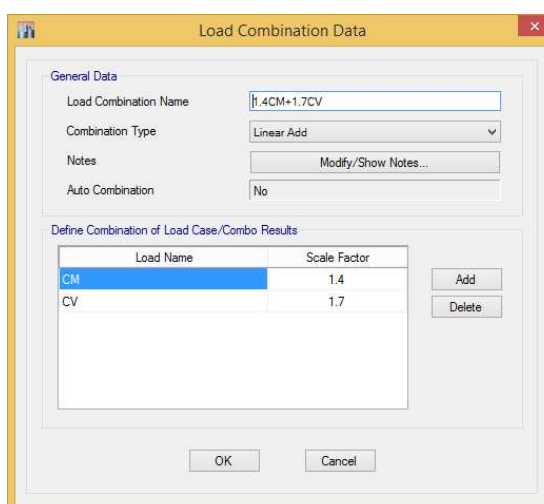 Load Combination Data
General Data
Load Combination Name 1.4CM+1.7CV
Combination Type Linear Add
Notes Modify/Show Notes...
Auto Combination No
Define Combination of Load Case/Combo Results
Load Name Scale Factor
CM 1.4 Add
CV 1.7 Delete
OK Cancel